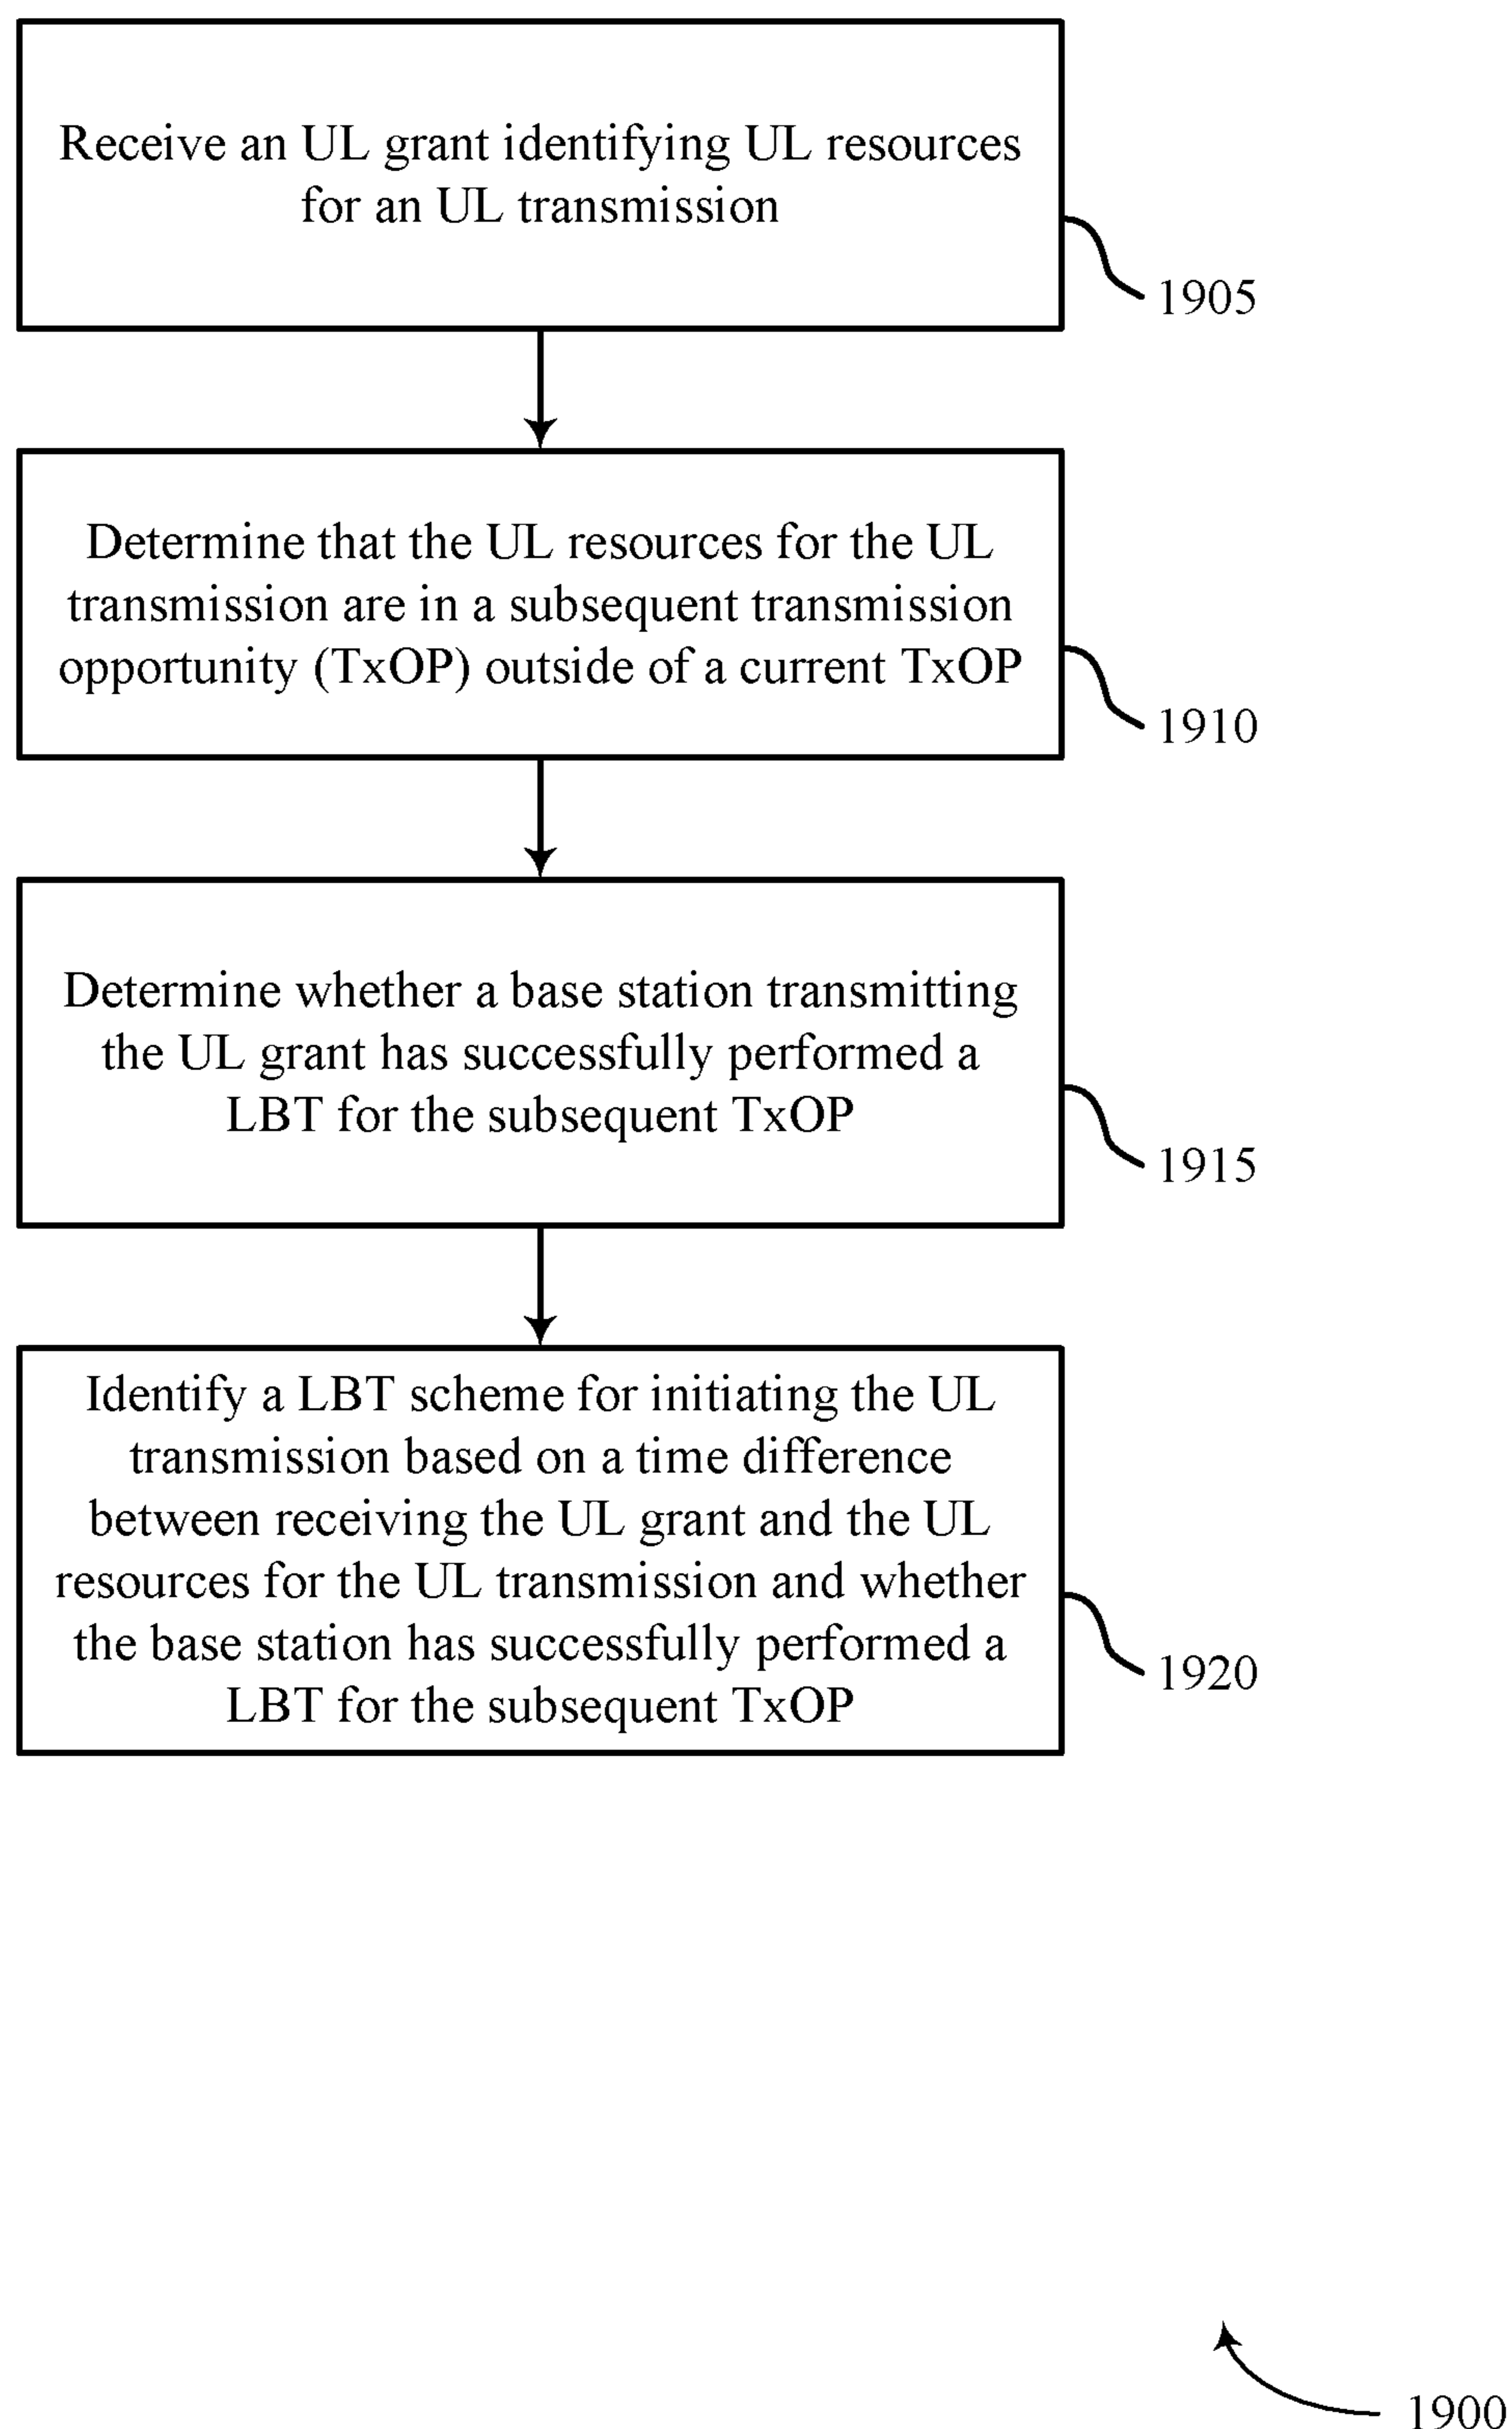 Receive an UL grant identifying UL resources
for an UL transmission
1905
Determine that the UL resources for the UL
transmission are in a subsequent transmission
opportunity (TxOP) outside of a current TxOP
1910
Determine whether a base station transmitting
the UL grant has successfully performed a
LBT for the subsequent TxOP
1915
Identify a LBT scheme for initiating the UL
transmission based on a time difference
between receiving the UL grant and the UL
resources for the UL transmission and whether
the base station has successfully performed a
LBT for the subsequent TxOP
1920
1900